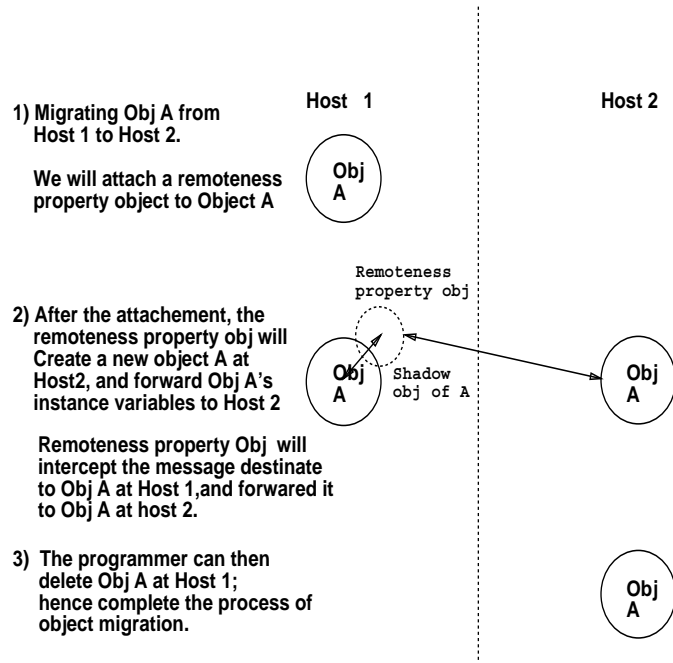 Host 1
Host 2
1) Migrating Obj A from
Host 1 to Host 2.
We will attach a remoteness
property object to Object A
Obj
A
Remoteness
property obj
2) After the attachement, the
remoteness property obj will
Create a new object A at
Host2, and forward Obj A's
instance variables to Host 2
Obj
A
Shadow
obj of A
Obj
A
Remoteness property Obj will
intercept the message destinate
to Obj A at Host 1,and forwared it
to Obj A at host 2.
3) The programmer can then
delete Obj A at Host 1;
hence complete the process of
object migration.
Obj
A